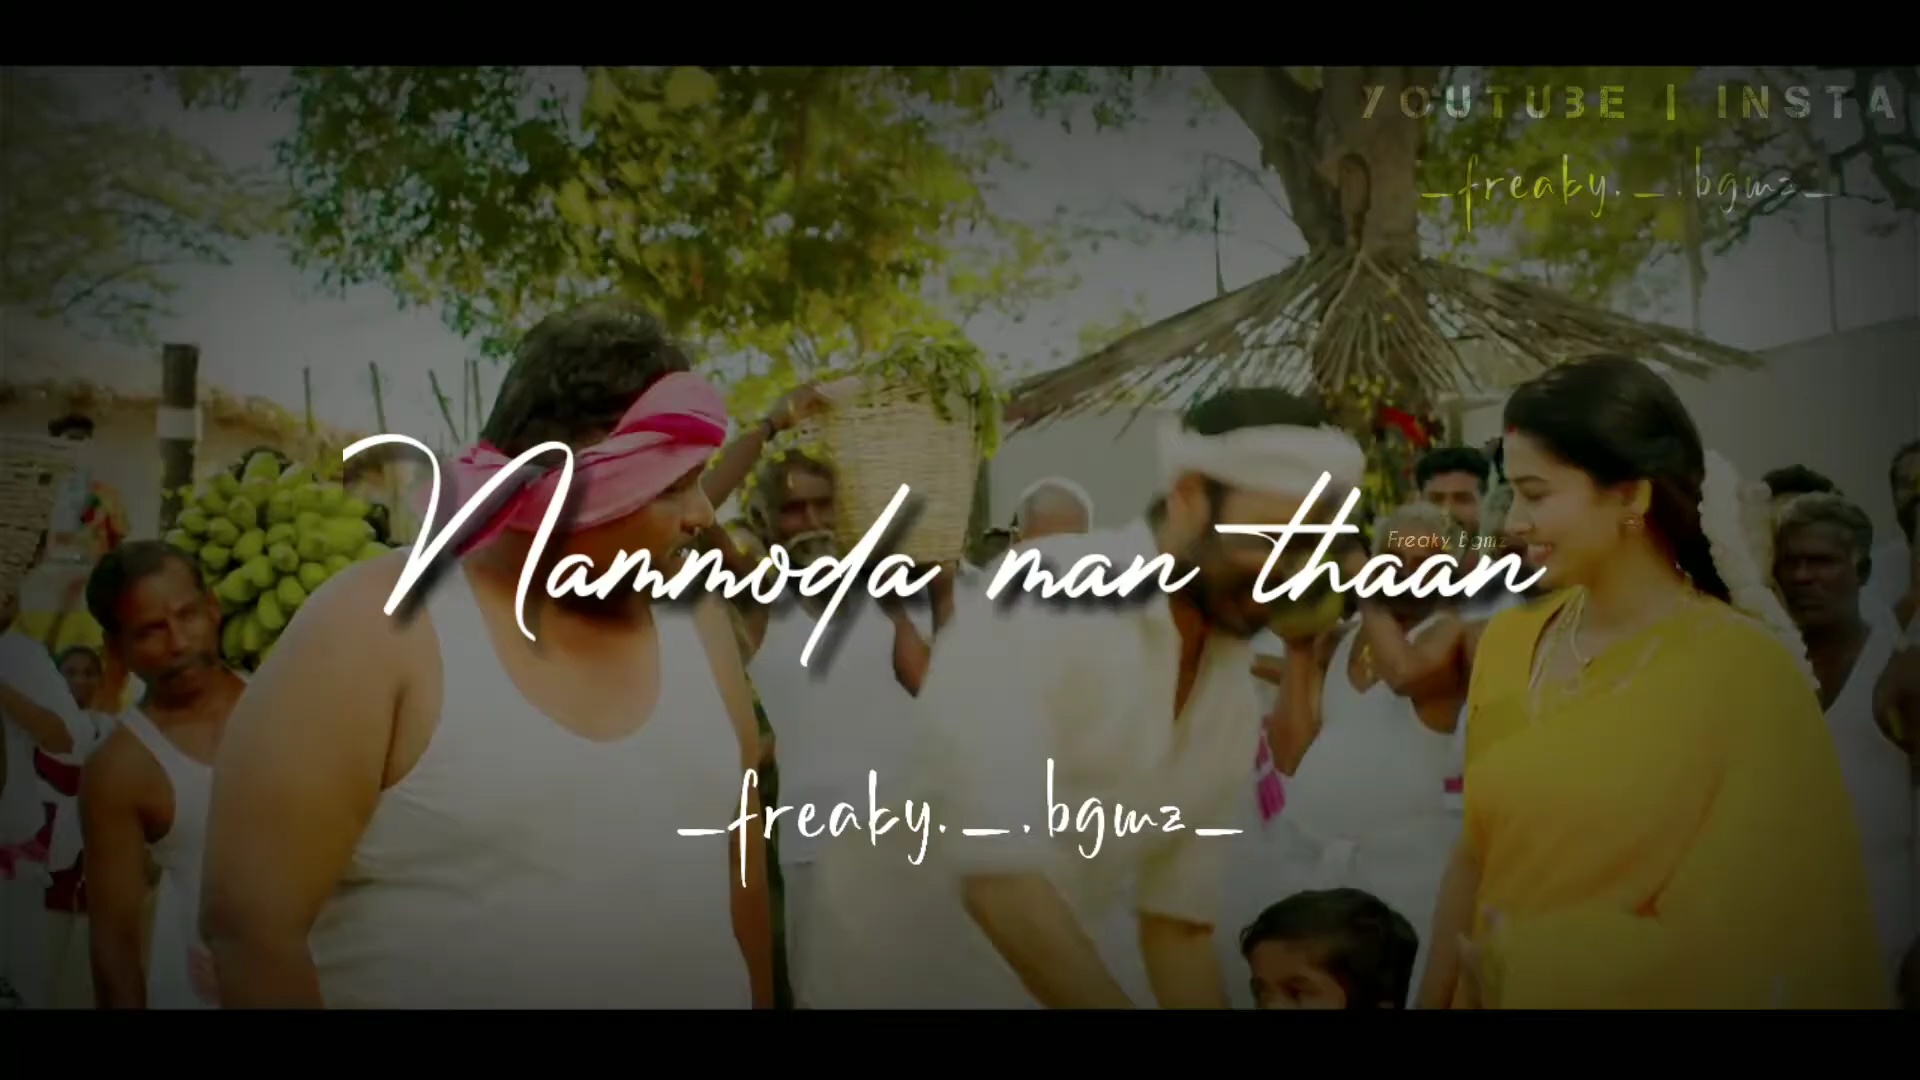 YOUTUBE | INSTA
_freaky._.bgmz_
Nammoda man thaan
Freaky Bgmz
_freaky._.bgmz_